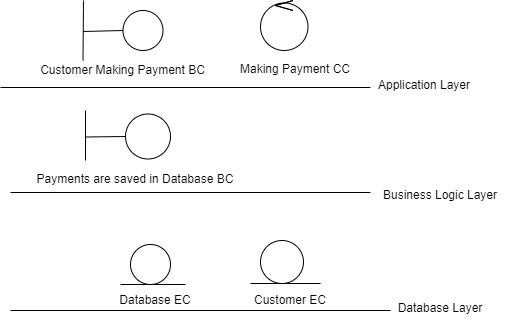 Customer Making Payment BC
Making Payment CC
Application Layer
Payments are saved in Database BC
Business Logic Layer
Database EC
Customer EC
Database Layer